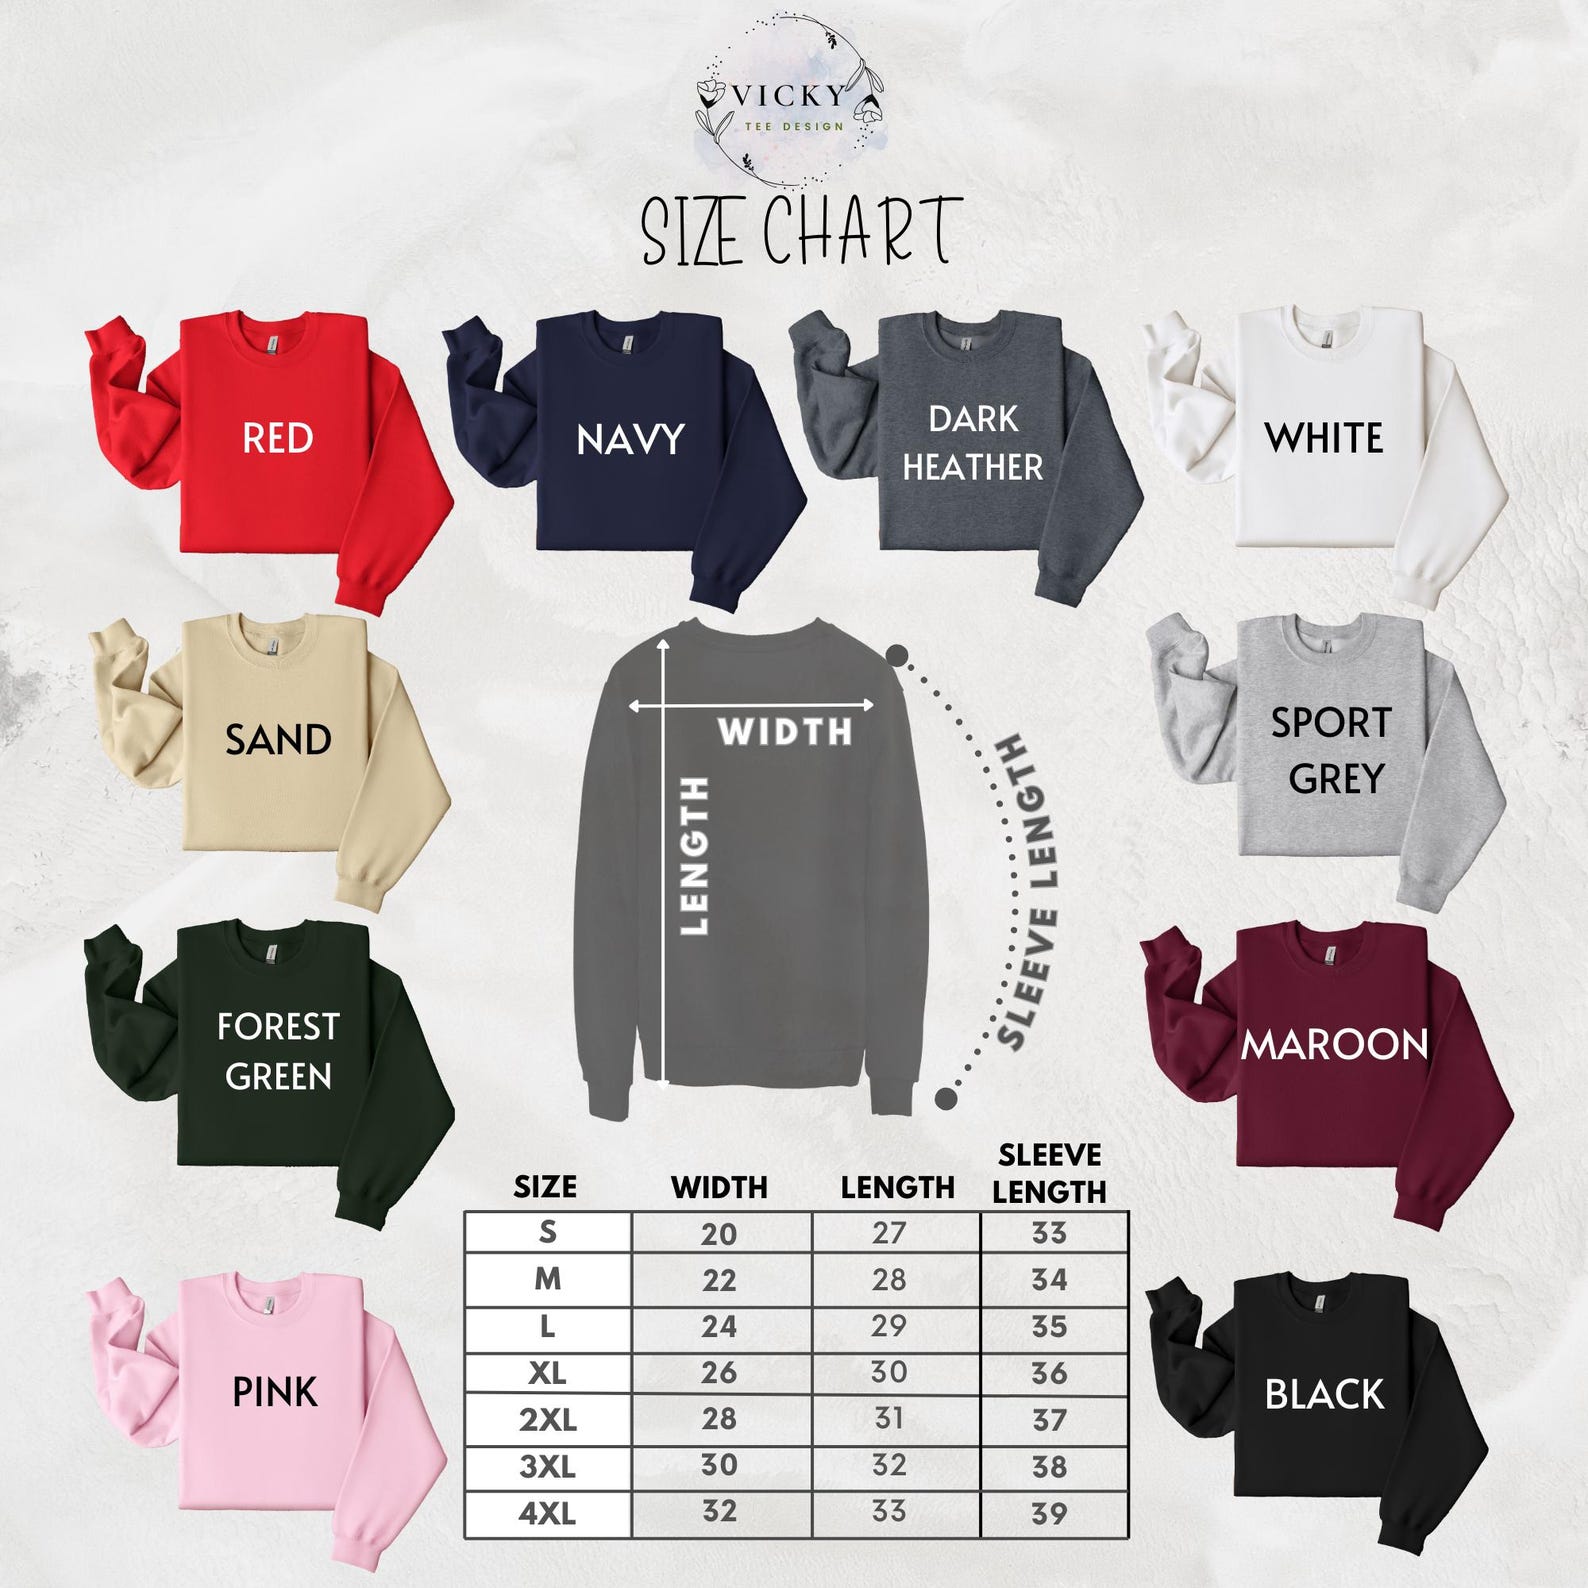 VICKY
TEE DESIGN
SIZE CHART
RED
NAVY
DARK
HEATHER
WHITE
SAND
WIDTH
LENGTH
SLEEVE LENGTH
SPORT
GREY
FOREST
GREEN
MAROON
PINK
BLACK
SIZE WIDTH LENGTH SLEEVE LENGTH
S 20 27 33
M 22 28 34
L 24 29 35
XL 26 30 36
2XL 28 31 37
3XL 30 32 38
4XL 32 33 39